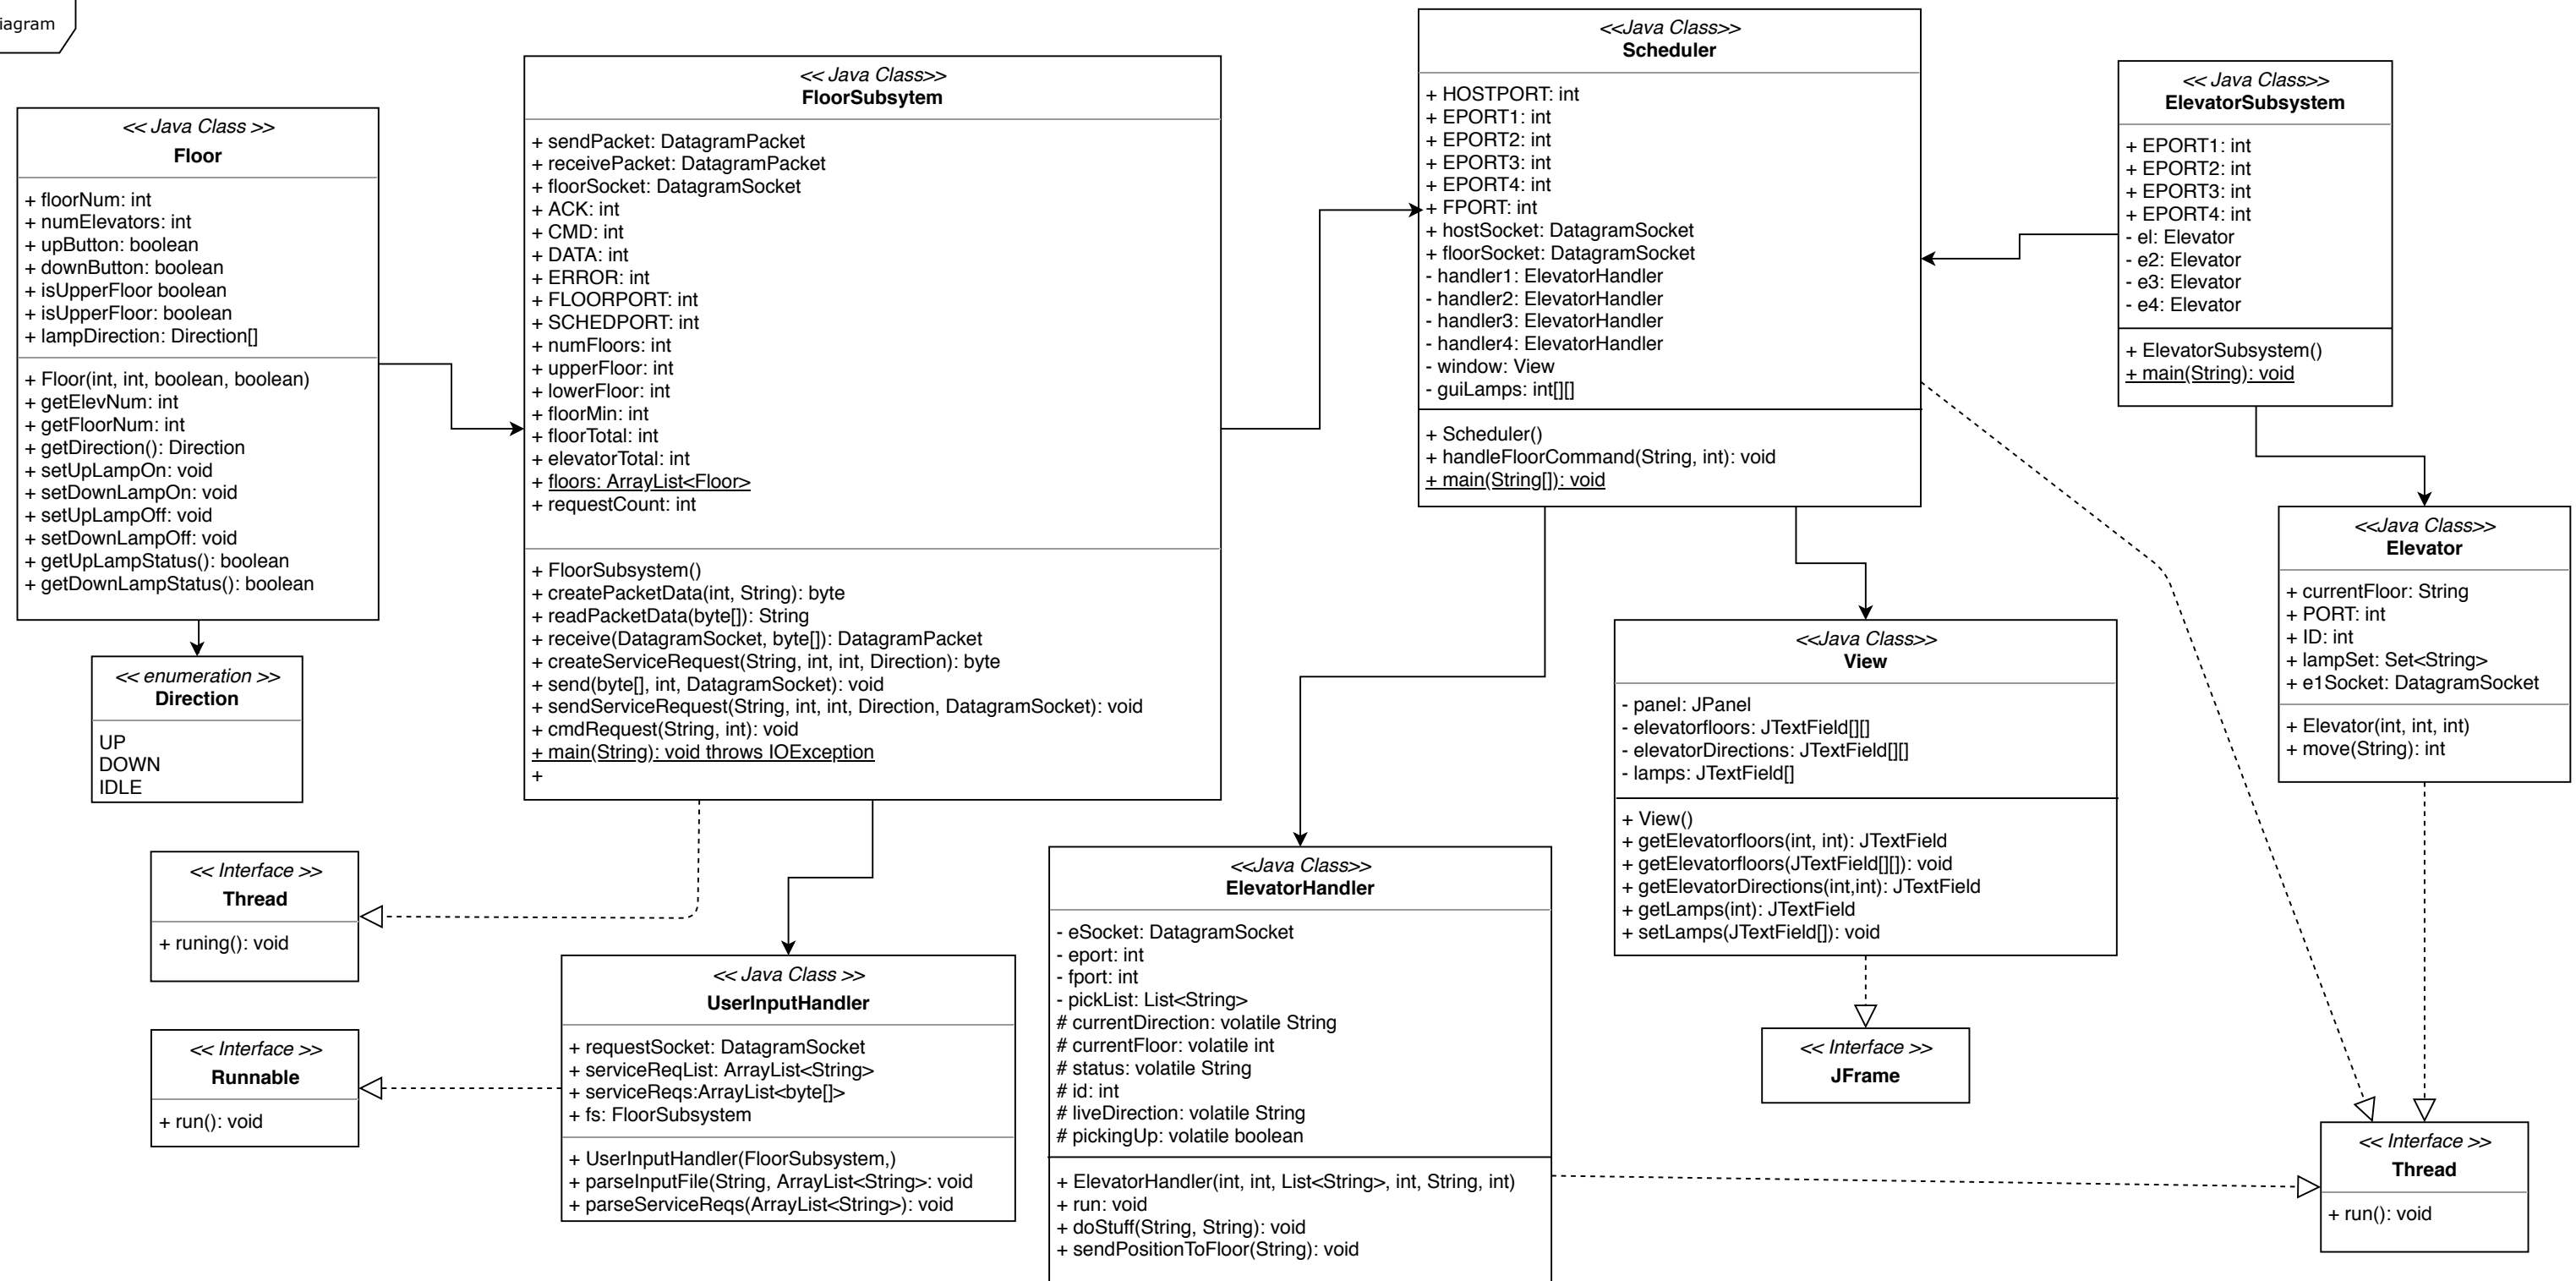 iagram
<< Java Class >>
Floor
+ floorNum: int
+ numElevators: int
+ upButton: boolean
+ downButton: boolean
+ isUpperFloor boolean
+ isUpperFloor: boolean
+ lampDirection: Direction[]
+ Floor(int, int, boolean, boolean)
+ getElevNum: int
+ getFloorNum: int
+ getDirection(): Direction
+ setUpLampOn: void
+ setDownLampOn: void
+ setUpLampOff: void
+ setDownLampOff: void
+ getUpLampStatus(): boolean
+ getDownLampStatus(): boolean
<< enumeration >>
Direction
UP
DOWN
IDLE
<< Interface >>
Thread
+ runing(): void
<< Interface >>
Runnable
+ run(): void
<< Java Class>>
FloorSubsytem
+ sendPacket: DatagramPacket
+ receivePacket: DatagramPacket
+ floorSocket: DatagramSocket
+ ACK: int
+ CMD: int
+ DATA: int
+ ERROR: int
+ FLOORPORT: int
+ SCHEDPORT: int
+ numFloors: int
+ upperFloor: int
+ lowerFloor: int
+ floorMin: int
+ floorTotal: int
+ elevatorTotal: int
+ floors: ArrayList<Floor>
+ requestCount: int
+ FloorSubsystem()
+ createPacketData(int, String): byte
+ readPacketData(byte[]): String
+ receive(DatagramSocket, byte[]): DatagramPacket
+ createServiceRequest(String, int, int, Direction): byte
+ send(byte[], int, DatagramSocket): void
+ sendServiceRequest(String, int, int, Direction, DatagramSocket): void
+ cmdRequest(String, int): void
+ main(String): void throws IOException
+
<< Java Class >>
UserInputHandler
+ requestSocket: DatagramSocket
+ serviceReqList: ArrayList<String>
+ serviceReqs:ArrayList<byte[]>
+ fs: FloorSubsystem
+ UserInputHandler(FloorSubsystem,)
+ parseInputFile(String, ArrayList<String>: void
+ parseServiceReqs(ArrayList<String>): void
<<Java Class>>
Scheduler
+ HOSTPORT: int
+ EPORT1: int
+ EPORT2: int
+ EPORT3: int
+ EPORT4: int
+ FPORT: int
+ hostSocket: DatagramSocket
+ floorSocket: DatagramSocket
- handler1: ElevatorHandler
- handler2: ElevatorHandler
- handler3: ElevatorHandler
- handler4: ElevatorHandler
- window: View
- guiLamps: int[][]
+ Scheduler()
+ handleFloorCommand(String, int): void
+ main(String[]): void
<<Java Class>>
ElevatorHandler
- eSocket: DatagramSocket
- eport: int
- fport: int
- pickList: List<String>
# currentDirection: volatile String
# currentFloor: volatile int
# status: volatile String
# id: int
# liveDirection: volatile String
# pickingUp: volatile boolean
+ ElevatorHandler(int, int, List<String>, int, String, int)
+ run: void
+ doStuff(String, String): void
+ sendPositionToFloor(String): void
<<Java Class>>
View
- panel: JPanel
- elevatorfloors: JTextField[][]
- elevatorDirections: JTextField[][]
- lamps: JTextField[]
+ View()
+ getElevatorfloors(int, int): JTextField
+ getElevatorfloors(JTextField[][]): void
+ getElevatorDirections(int,int): JTextField
+ getLamps(int): JTextField
+ setLamps(JTextField[]): void
<< Interface >>
JFrame
<< Java Class>>
ElevatorSubsystem
+ EPORT1: int
+ EPORT2: int
+ EPORT3: int
+ EPORT4: int
- el: Elevator
- e2: Elevator
- e3: Elevator
- e4: Elevator
+ ElevatorSubsystem()
+ main(String): void
<<Java Class>>
Elevator
+ currentFloor: String
+ PORT: int
+ ID: int
+ lampSet: Set<String>
+ e1Socket: DatagramSocket
+ Elevator(int, int, int)
+ move(String): int
<< Interface >>
Thread
+ run(): void